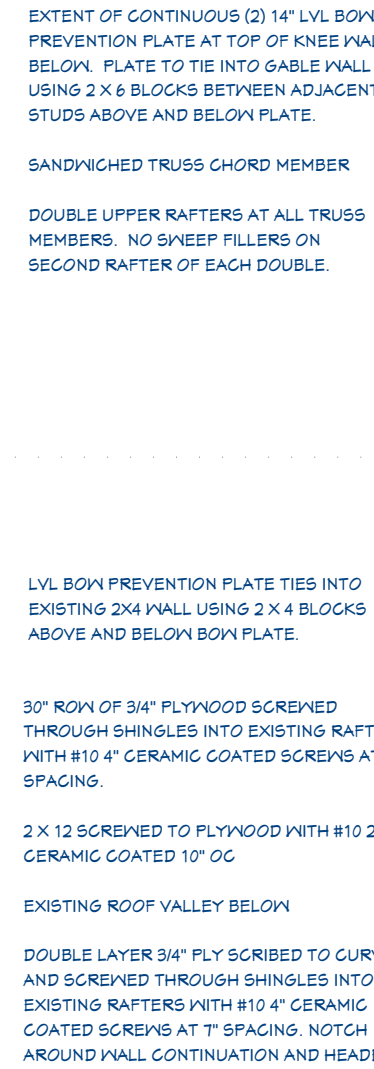 EXTENT OF CONTINUOUS (2) 14" LVL BOW
PREVENTION PLATE AT TOP OF KNEE WAL
BELOW. PLATE TO TIE INTO GABLE WALL
USING 2 X 6 BLOCKS BETWEEN ADJACENT
STUDS ABOVE AND BELOW PLATE.
SANDWICHED TRUSS CHORD MEMBER
DOUBLE UPPER RAFTERS AT ALL TRUSS
MEMBERS. NO SWEEP FILLERS ON
SECOND RAFTER OF EACH DOUBLE.
LVL BOW PREVENTION PLATE TIES INTO
EXISTING 2X4 WALL USING 2 X 4 BLOCKS
ABOVE AND BELOW BOW PLATE.
30" ROW OF 3/4" PLYWOOD SCREWED
THROUGH SHINGLES INTO EXISTING RAFT
WITH #10 4" CERAMIC COATED SCREWS AT
SPACING.
2 X 12 SCREWED TO PLYWOOD WITH #10 2
CERAMIC COATED 10" OC
EXISTING ROOF VALLEY BELOW
DOUBLE LAYER 3/4" PLY SCRIBED TO CURV
AND SCREWED THROUGH SHINGLES INTO
EXISTING RAFTERS WITH #10 4" CERAMIC
COATED SCREWS AT 7" SPACING. NOTCH
AROUND WALL CONTINUATION AND HEADE